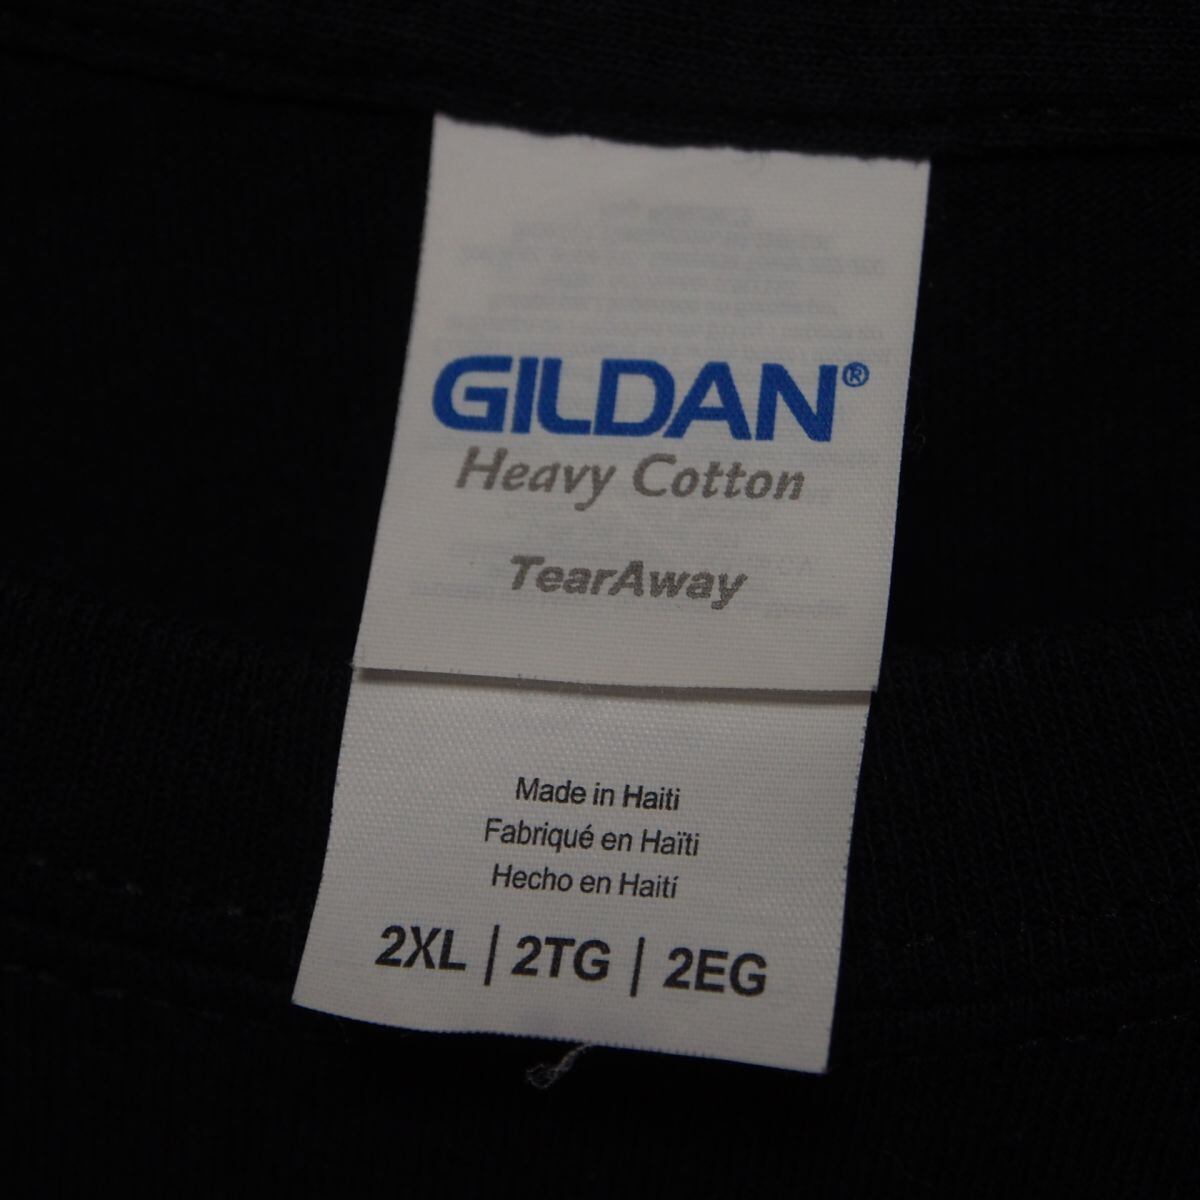 GILDAN®
Heavy Cotton
TearAway
Made in Haiti
Fabriqué en Haïti
Hecho en Haití
2XL | 2TG | 2EG